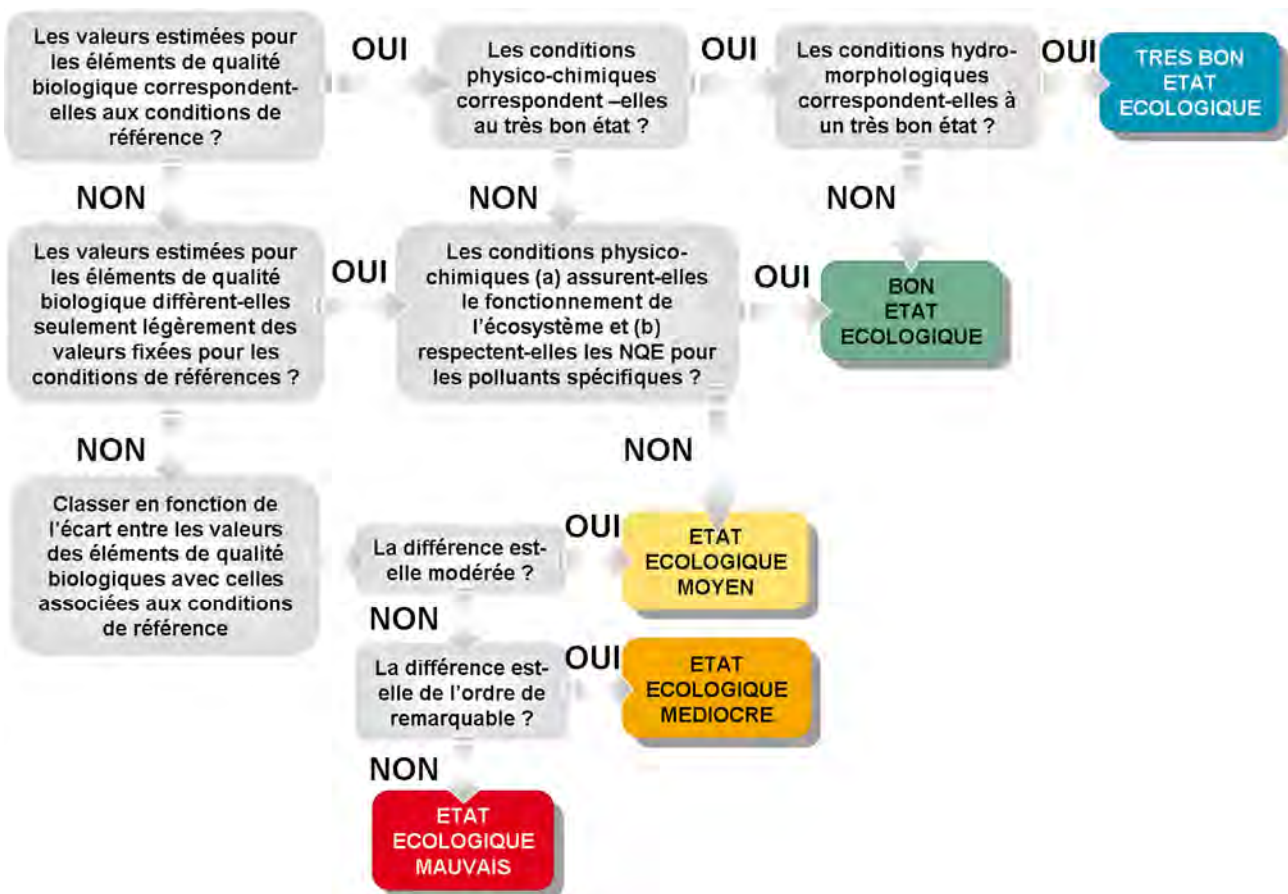 Les valeurs estimées pour
les éléments de qualité
biologique correspondent-
elles aux conditions de
référence ?
OUI
Les conditions
physico-chimiques
correspondent –elles
au très bon état ?
OUI
Les conditions hydro-
morphologiques
correspondent-elles à
un très bon état ?
OUI
TRES BON
ETAT
ECOLOGIQUE
NON
NON
NON
Les valeurs estimées pour
les éléments de qualité
biologique diffèrent-elles
seulement légèrement des
valeurs fixées pour les
conditions de références ?
OUI
Les conditions physico-
chimiques (a) assurent-elles
le fonctionnement de
l'écosystème et (b)
respectent-elles les NQE pour
les polluants spécifiques ?
OUI
BON
ETAT
ECOLOGIQUE
NON
NON
Classer en fonction de
l'écart entre les valeurs
des éléments de qualité
biologiques avec celles
associées aux conditions
de référence
La différence est-
elle modérée ?
OUI
ETAT
ECOLOGIQUE
MOYEN
NON
La différence est-
elle de l'ordre de
remarquable ?
OUI
ETAT
ECOLOGIQUE
MEDIOCRE
NON
ETAT
ECOLOGIQUE
MAUVAIS